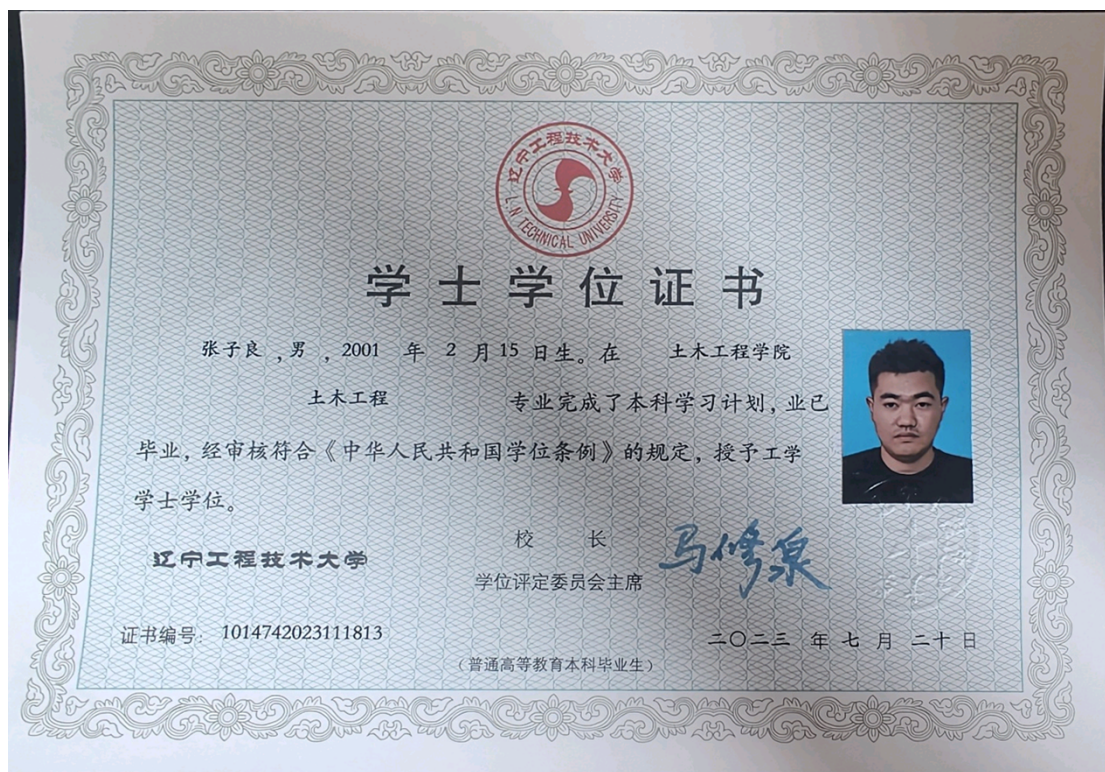 辽宁工程技术大学
L·N TECHNICAL UNIVERSITY
学士学位证书
张子良 ,男 ,2001 年 2 月 15 日生。在 土木工程学院
土木工程 专业完成了本科学习计划，业已
毕业，经审核符合《中华人民共和国学位条例》的规定，授予工学
学士学位。
辽宁工程技术大学
校 长
学位评定委员会主席
马修泉
证书编号: 1014742023111813
二〇二三 年 七 月 二十 日
（普通高等教育本科毕业生）